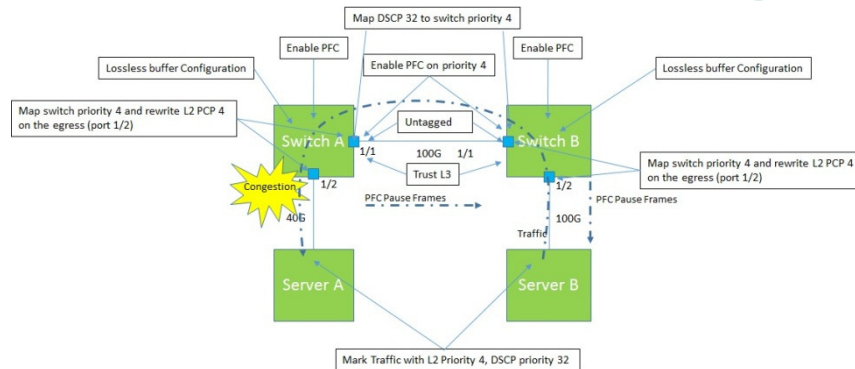 Map DSCP 32 to switch priority 4
Enable PFC
Enable PFC
Lossless buffer Configuration
Enable PFC on priority 4
Lossless buffer Configuration
Map switch priority 4 and rewrite L2 PCP 4
on the egress (port 1/2)
Untagged
Switch A
Switch B
1/1
100G
1/1
Map switch priority 4 and rewrite L2 PCP 4
on the egress (port 1/2)
Trust L3
1/2
1/2
Congestion
PFC Pause Frames
PFC Pause Frames
40G
100G
Traffic
Server A
Server B
Mark Traffic with L2 Priority 4, DSCP priority 32